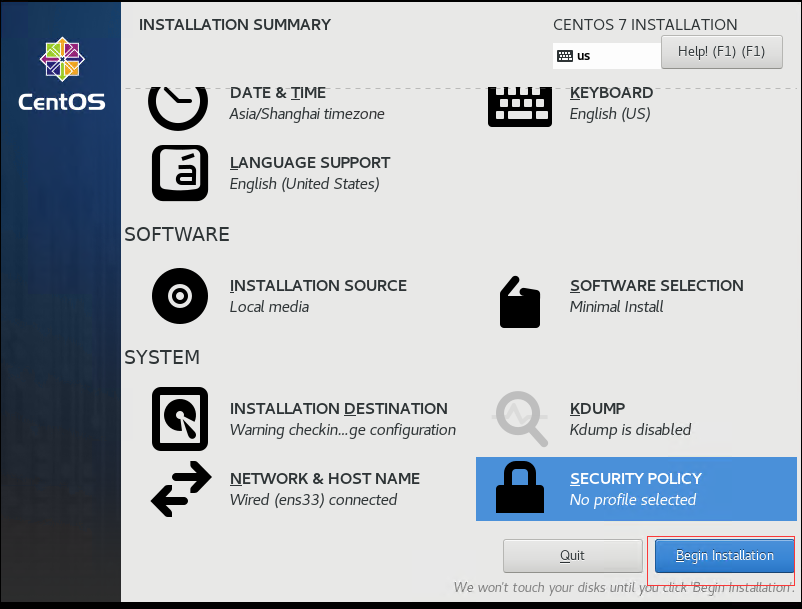 INSTALLATION SUMMARY
CENTOS 7 INSTALLATION
us
Help! (F1) (F1)
CentOS
DATE & TIME
Asia/Shanghai timezone
KEYBOARD
English (US)
LANGUAGE SUPPORT
English (United States)
SOFTWARE
INSTALLATION SOURCE
Local media
SOFTWARE SELECTION
Minimal Install
SYSTEM
INSTALLATION DESTINATION
Warning checkin...ge configuration
KDUMP
Kdump is disabled
NETWORK & HOST NAME
Wired (ens33) connected
SECURITY POLICY
No profile selected
Quit
Begin Installation
We won't touch your disks until you click 'Begin Installation'.